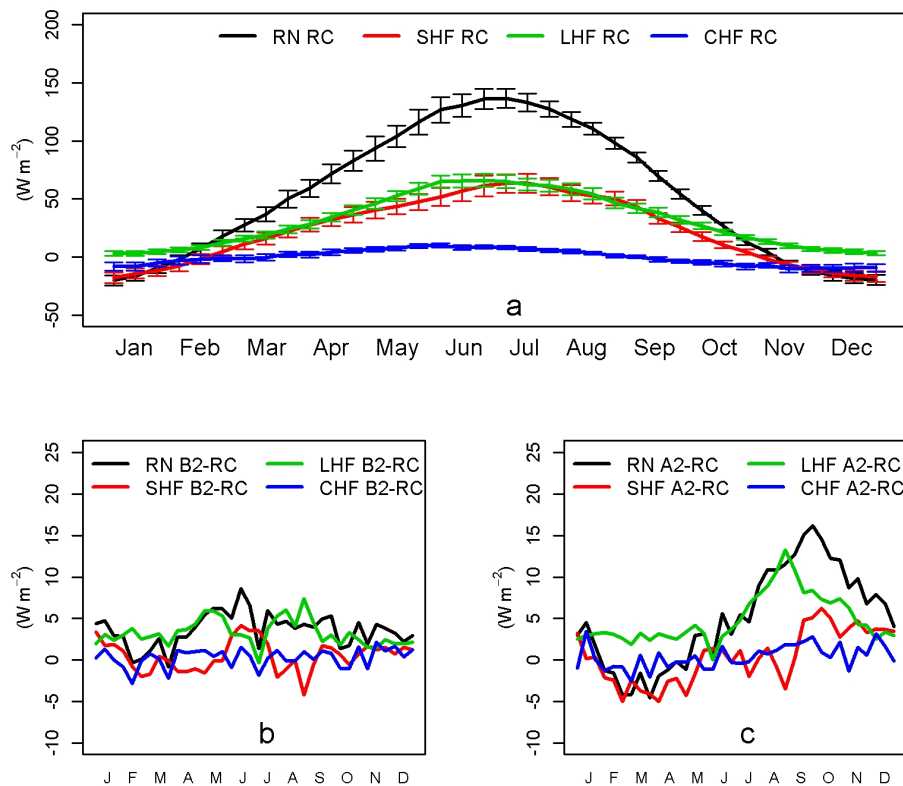 RN RC SHF RC LHF RC CHF RC
200
150
100
50
0
-50
(W m⁻²)
a
Jan Feb Mar Apr May Jun Jul Aug Sep Oct Nov Dec
RN B2-RC LHF B2-RC
SHF B2-RC CHF B2-RC
25
20
15
10
5
0
-5
-10
(W m⁻²)
b
J F M A M J J A S O N D
RN A2-RC LHF A2-RC
SHF A2-RC CHF A2-RC
25
20
15
10
5
0
-5
-10
(W m⁻²)
c
J F M A M J J A S O N D